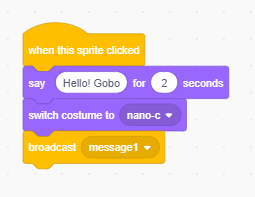 when this sprite clicked
say Hello! Gobo for 2 seconds
switch costume to nano-c
broadcast message1